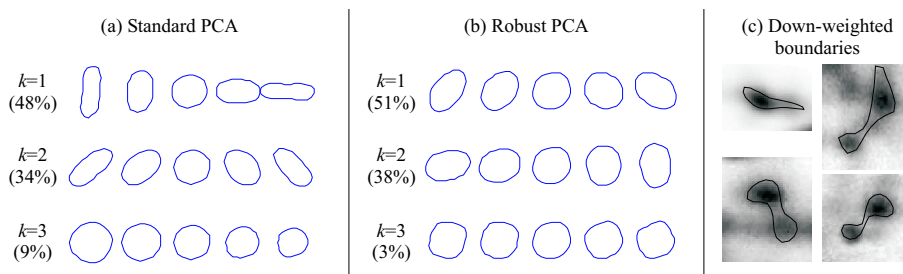 (a) Standard PCA
k=1
(48%)
k=2
(34%)
k=3
(9%)
(b) Robust PCA
k=1
(51%)
k=2
(38%)
k=3
(3%)
(c) Down-weighted
boundaries